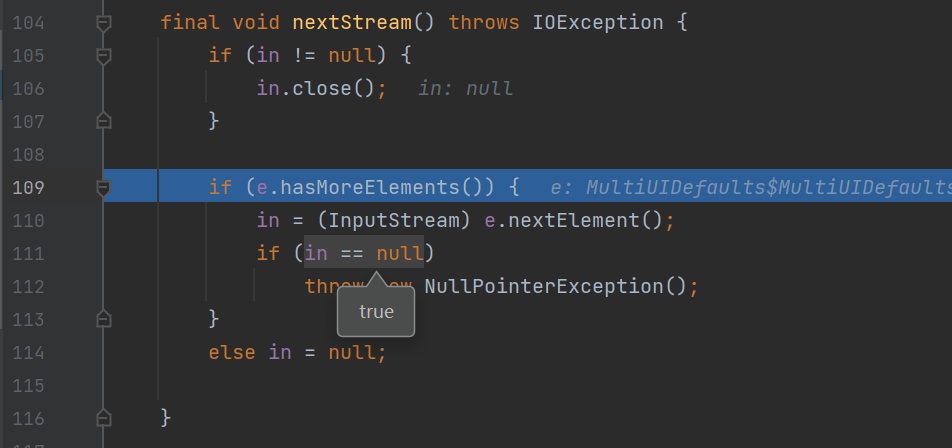 104 final void nextStream() throws IOException {
105 if (in != null) {
106 in.close(); in: null
107 }
108
109 if (e.hasMoreElements()) { e: MultiUIDefaults$MultiUIDefaults
110 in = (InputStream) e.nextElement();
111 if (in == null)
112 throw new NullPointerException();
true
113 }
114 else in = null;
115
116 }